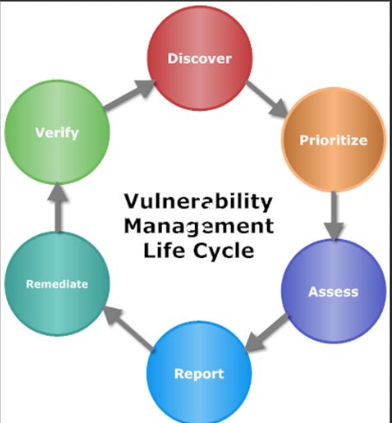 Discover
Prioritize
Assess
Report
Remediate
Verify
Vulnerability
Management
Life Cycle